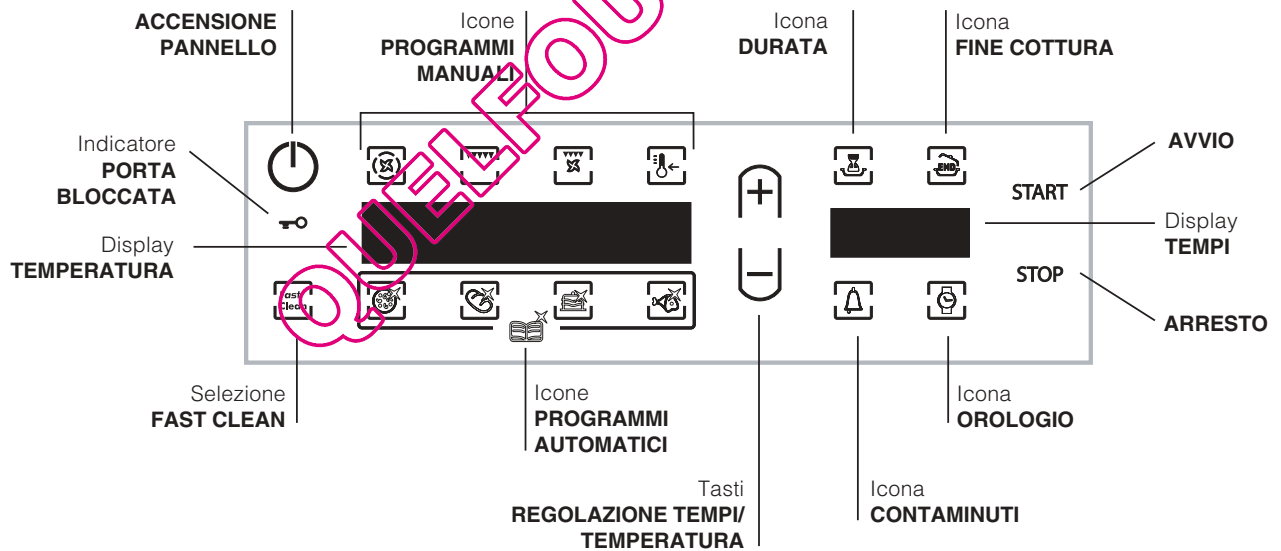 ACCENSIONE
PANNELLO
Icone
PROGRAMMI
MANUALI
Icona
DURATA
Icona
FINE COTTURA
Indicatore
PORTA
BLOCCATA
AVVIO
START
END
Display
TEMPERATURA
Display
TEMPI
STOP
Fast
Clean
ARRESTO
Selezione
FAST CLEAN
Icone
PROGRAMMI
AUTOMATICI
Icona
OROLOGIO
Tasti
REGOLAZIONE TEMPI/
TEMPERATURA
Icona
CONTAMINUTI
QUELFOU